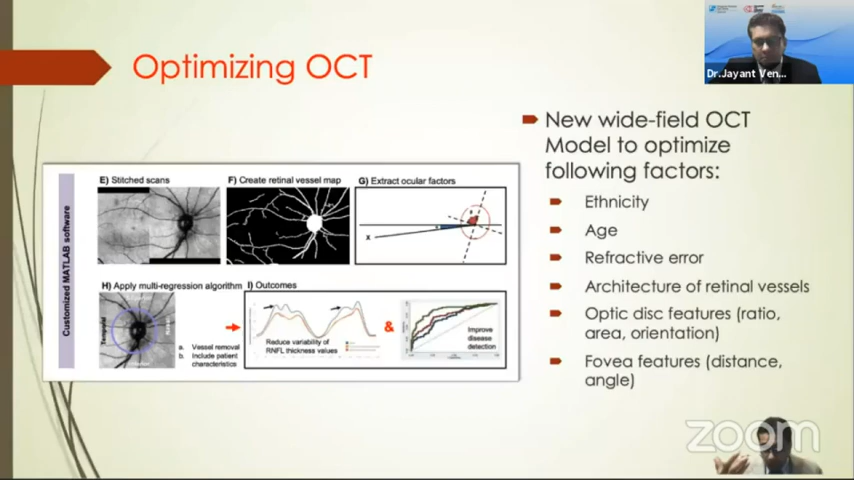 Optimizing OCT
Dr.Jayant Ven...
New wide-field OCT
Model to optimize
following factors:
Ethnicity
Age
Refractive error
Architecture of retinal vessels
Optic disc features (ratio,
area, orientation)
Fovea features (distance,
angle)
Customized MATLAB software
E) Stitched scans
F) Create retinal vessel map
G) Extract ocular factors
x
H) Apply multi-regression algorithm
I) Outcomes
Temporal
a. Vessel removal
b. Include patient
characteristics
Reduce variability of
RNFL thickness values
&
Improve
disease
detection
zoom